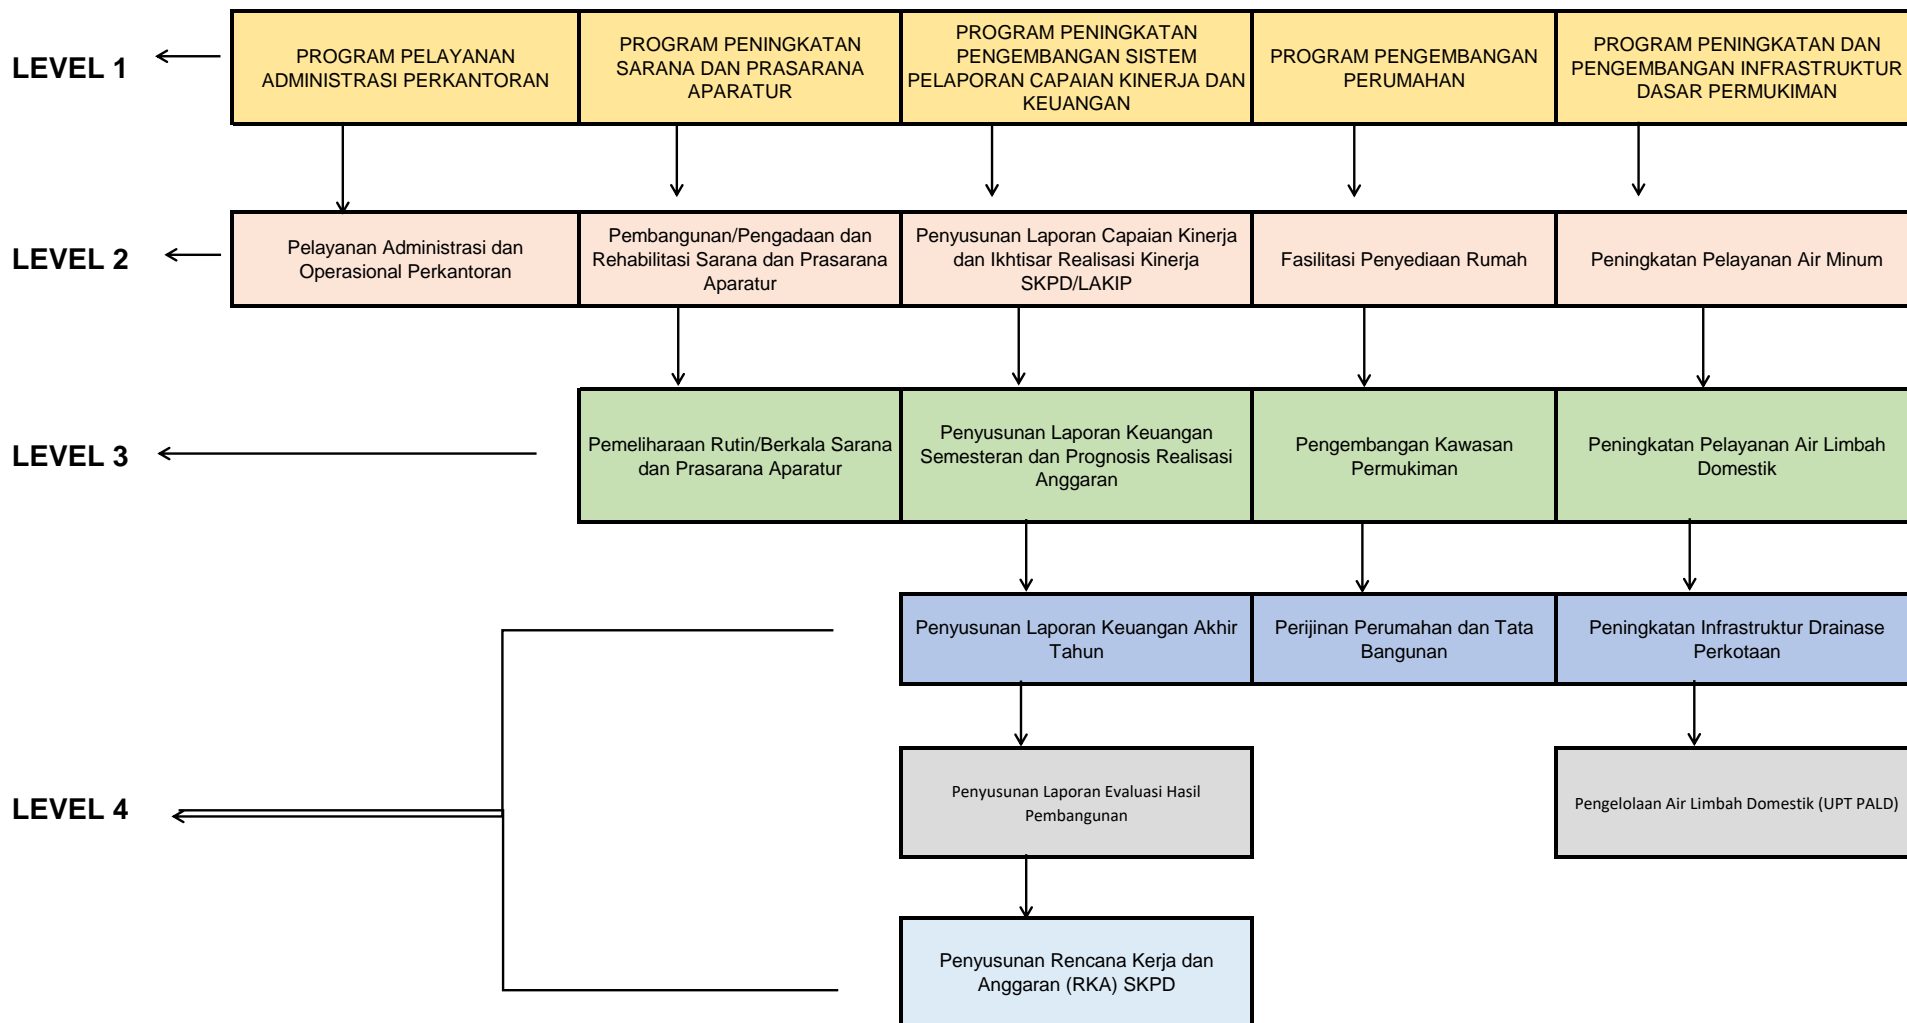 LEVEL 1
PROGRAM PELAYANAN
ADMINISTRASI PERKANTORAN
PROGRAM PENINGKATAN
SARANA DAN PRASARANA
APARATUR
PROGRAM PENINGKATAN
PENGEMBANGAN SISTEM
PELAPORAN CAPAIAN KINERJA DAN
KEUANGAN
PROGRAM PENGEMBANGAN
PERUMAHAN
PROGRAM PENINGKATAN DAN
PENGEMBANGAN INFRASTRUKTUR
DASAR PERMUKIMAN
LEVEL 2
Pelayanan Administrasi dan
Operasional Perkantoran
Pembangunan/Pengadaan dan
Rehabilitasi Sarana dan Prasarana
Aparatur
Penyusunan Laporan Capaian Kinerja
dan Ikhtisar Realisasi Kinerja
SKPD/LAKIP
Fasilitasi Penyediaan Rumah
Peningkatan Pelayanan Air Minum
LEVEL 3
Pemeliharaan Rutin/Berkala Sarana
dan Prasarana Aparatur
Penyusunan Laporan Keuangan
Semesteran dan Prognosis Realisasi
Anggaran
Pengembangan Kawasan
Permukiman
Peningkatan Pelayanan Air Limbah
Domestik
Penyusunan Laporan Keuangan Akhir
Tahun
Perijinan Perumahan dan Tata
Bangunan
Peningkatan Infrastruktur Drainase
Perkotaan
LEVEL 4
Penyusunan Laporan Evaluasi Hasil
Pembangunan
Pengelolaan Air Limbah Domestik (UPT PALD)
Penyusunan Rencana Kerja dan
Anggaran (RKA) SKPD